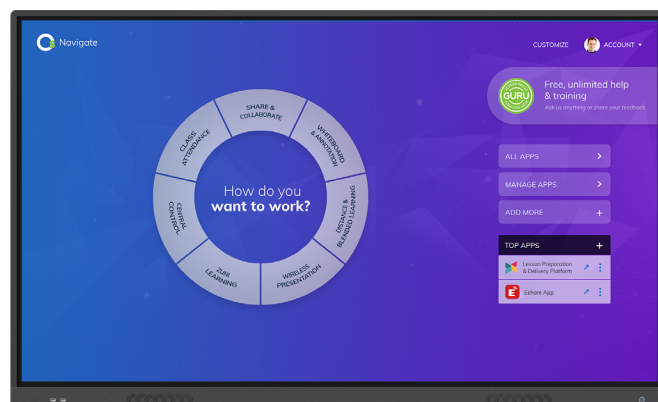 Navigate
CUSTOMIZE
ACCOUNT
Free, unlimited help
& training
Ask us anything or share your feedback.
GURU
SHARE &
COLLABORATE
WHITEBOARD
& ANNOTATION
DISTANCE &
BLENDED LEARNING
WIRELESS
PRESENTATION
ZUNI
LEARNING
CENTRAL
CONTROL
CLASS
ATTENDANCE
How do you
want to work?
ALL APPS
MANAGE APPS
ADD MORE
TOP APPS
Lesson Preparation
& Delivery Platform
Eshare App